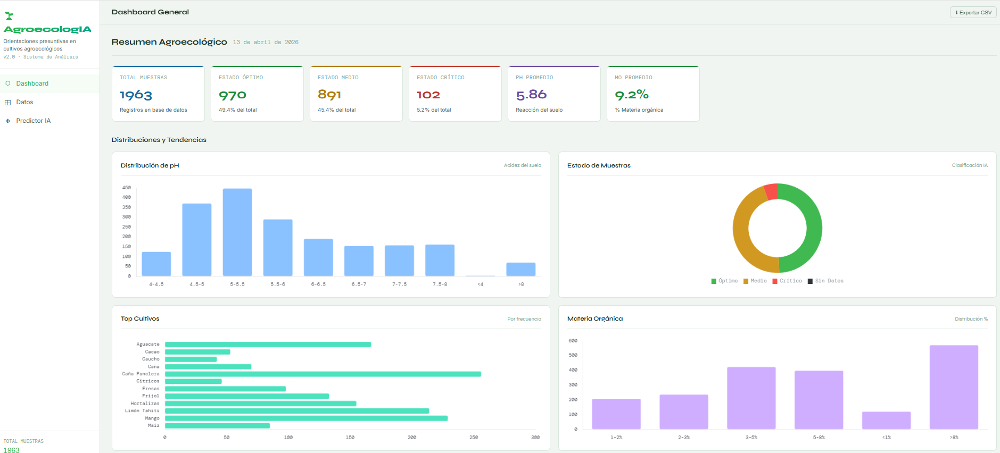 AgroecologIA
Orientaciones presuntivas en
cultivos agroecológicos
v2.0 · Sistema de Análisis
Dashboard
Datos
Predictor IA
TOTAL MUESTRAS
1963
Dashboard General
⬇ Exportar CSV
Resumen Agroecológico 13 de abril de 2026
TOTAL MUESTRAS
1963
Registros en base de datos
ESTADO ÓPTIMO
970
49.4% del total
ESTADO MEDIO
891
45.4% del total
ESTADO CRÍTICO
102
5.2% del total
PH PROMEDIO
5.86
Reacción del suelo
MO PROMEDIO
9.2%
% Materia orgánica
Distribuciones y Tendencias
Distribución de pH
Acidez del suelo
450
400
350
300
250
200
150
100
50
0
4-4.5 4.5-5 5-5.5 5.5-6 6-6.5 6.5-7 7-7.5 7.5-8 <4 >8
Estado de Muestras
Clasificación IA
Óptimo Medio Crítico Sin Datos
Top Cultivos
Por frecuencia
Aguacate
Cacao
Caucho
Caña
Caña Panelera
Citricos
Fresas
Frijol
Hortalizas
Limón Tahiti
Mango
Maíz
0 50 100 150 200 250 300
Materia Orgánica
Distribución %
600
500
400
300
200
100
0
1-2% 2-3% 3-5% 5-8% <1% >8%